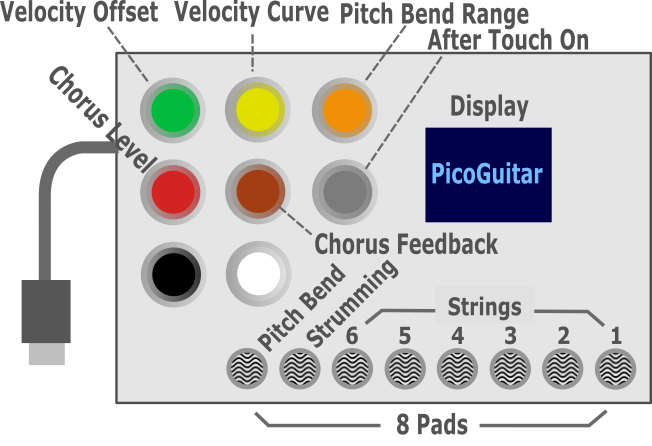 Velocity Offset
Velocity Curve
Pitch Bend Range
After Touch On
Chorus Level
Display
PicoGuitar
Chorus Feedback
Pitch Bend
Strumming
Strings
6 5 4 3 2 1
8 Pads